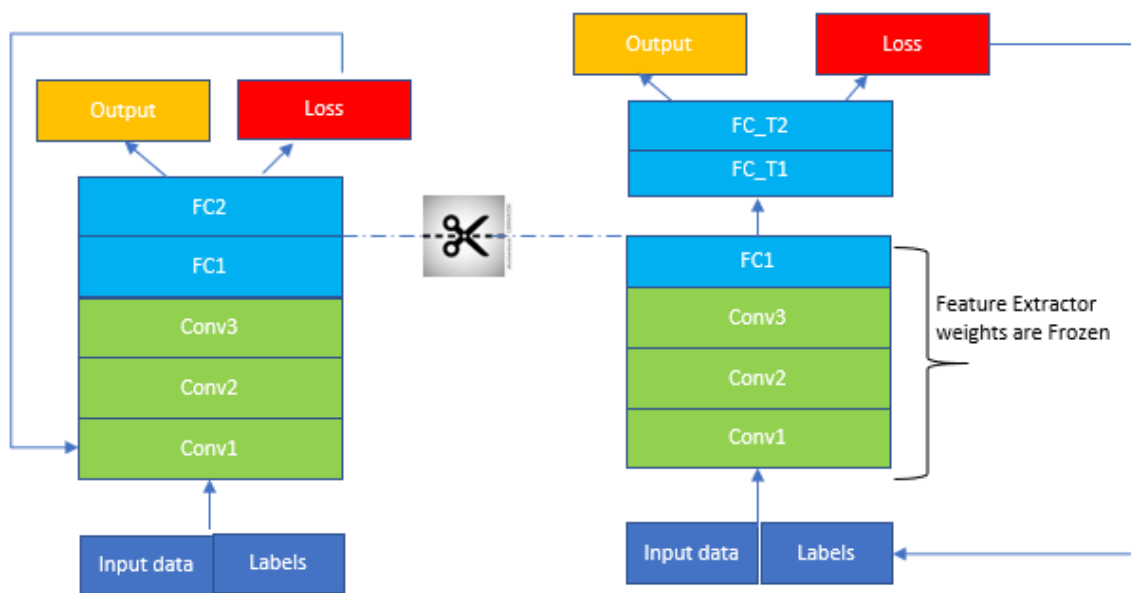 Output
Loss
FC2
FC1
Conv3
Conv2
Conv1
Input data
Labels
Output
Loss
FC_T2
FC_T1
FC1
Conv3
Conv2
Conv1
Feature Extractor
weights are Frozen
Input data
Labels